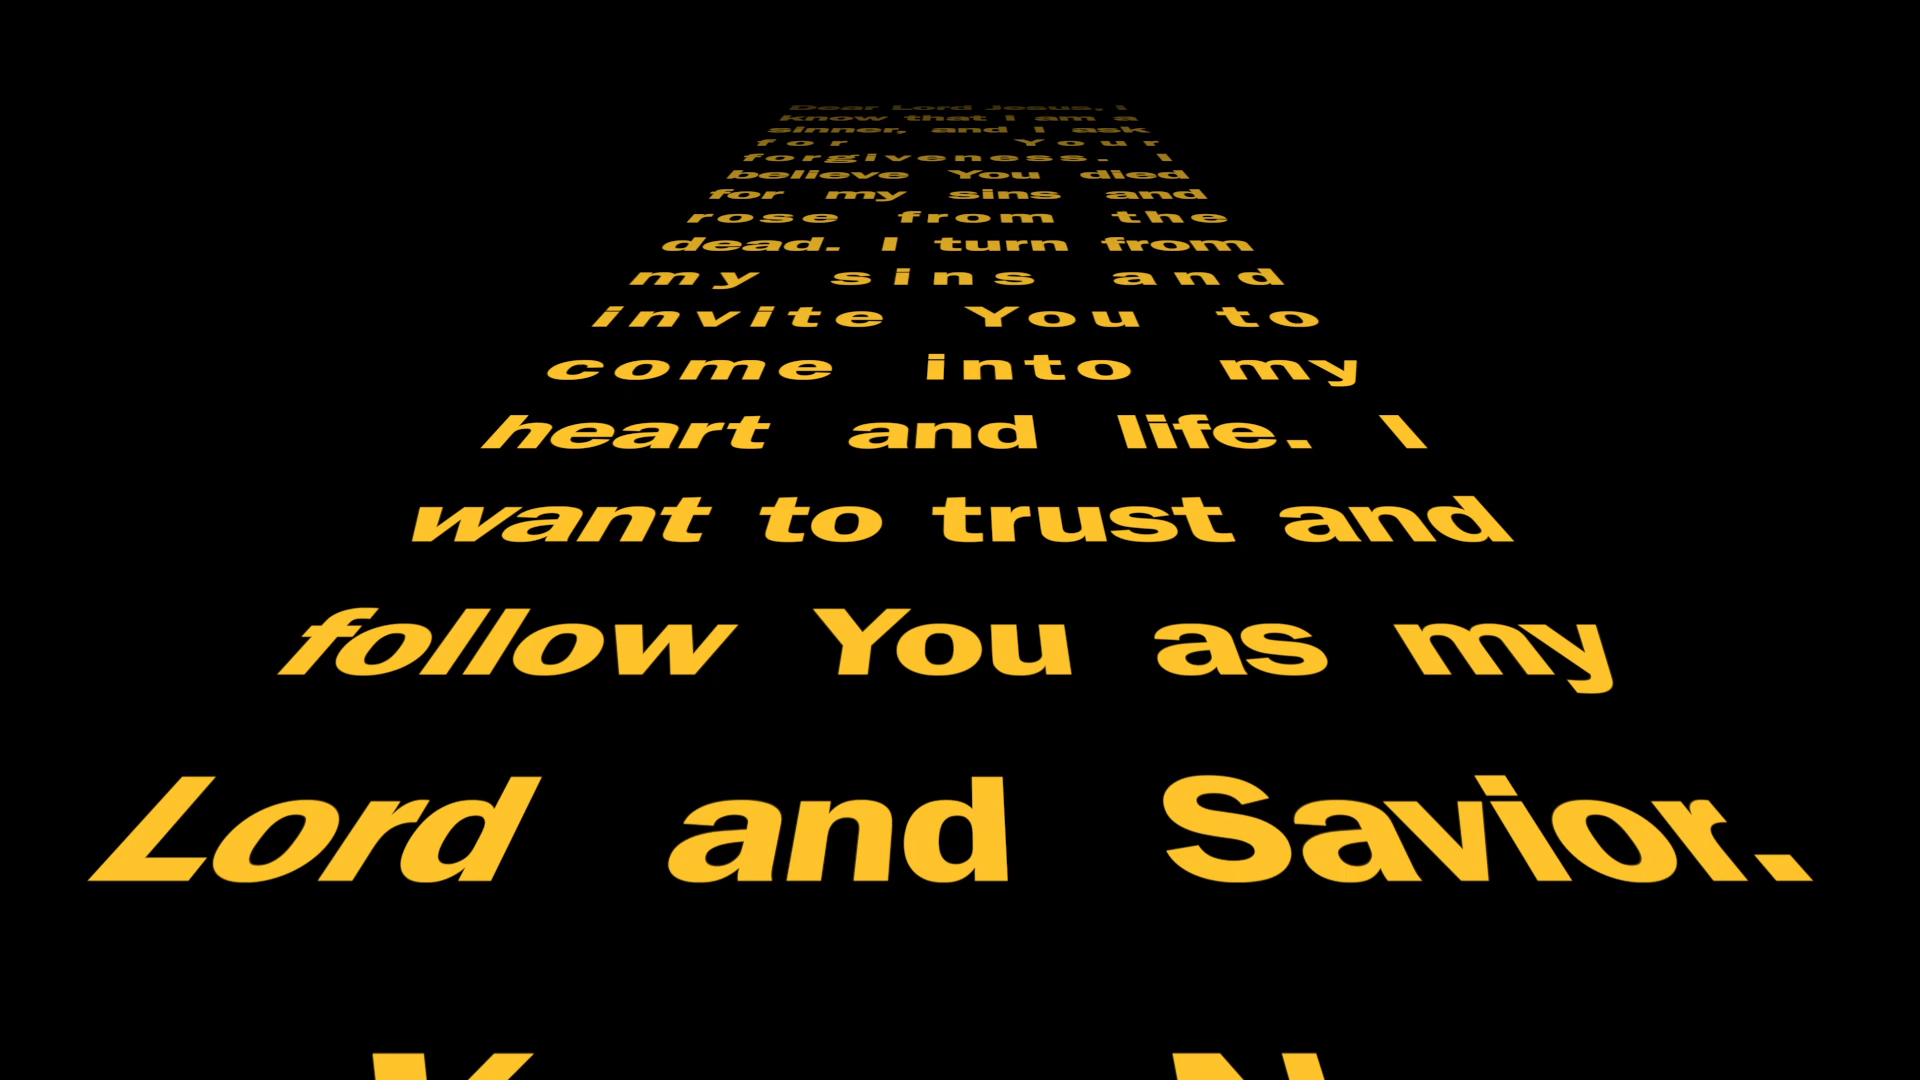 Dear Lord Jesus, I
know that I am a
sinner, and I ask
for Your
forgiveness. I
believe You died
for my sins and
rose from the
dead. I turn from
my sins and
invite You to
come into my
heart and life. I
want to trust and
follow You as my
Lord and Savior.